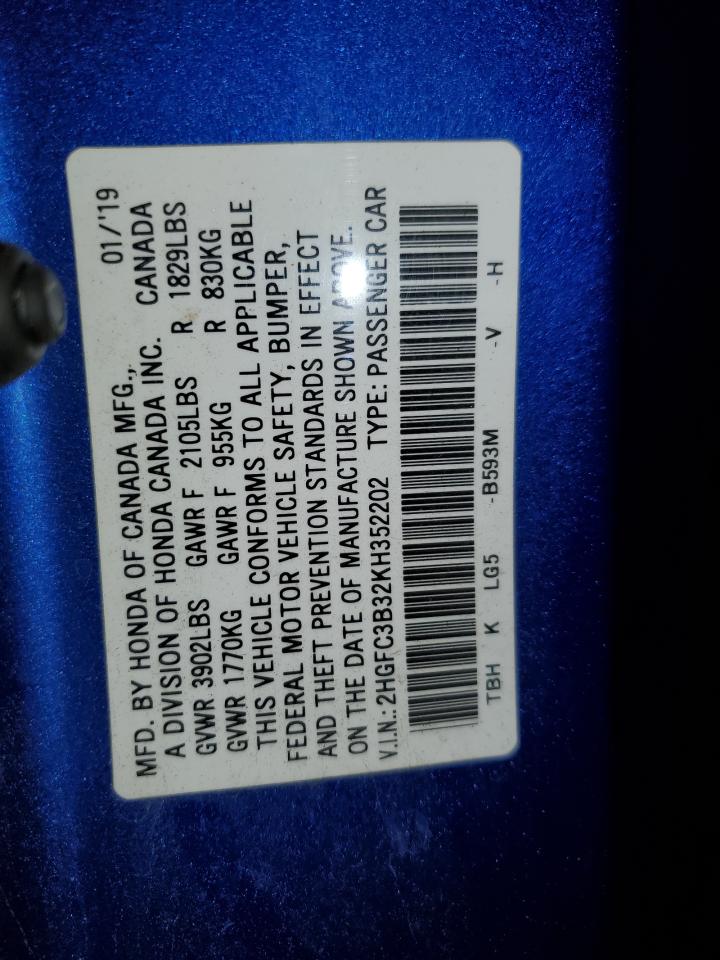 MFD. BY HONDA OF CANADA MFG., 01/'19
A DIVISION OF HONDA CANADA INC. CANADA
GVWR 3902LBS GAWR F 2105LBS R 1829LBS
GVWR 1770KG GAWR F 955KG R 830KG
THIS VEHICLE CONFORMS TO ALL APPLICABLE
FEDERAL MOTOR VEHICLE SAFETY, BUMPER,
AND THEFT PREVENTION STANDARDS IN EFFECT
ON THE DATE OF MANUFACTURE SHOWN ABOVE.
V.I.N.: 2HGFC3B32KH352202 TYPE: PASSENGER CAR
TBH K LG5 -B593M -V -H